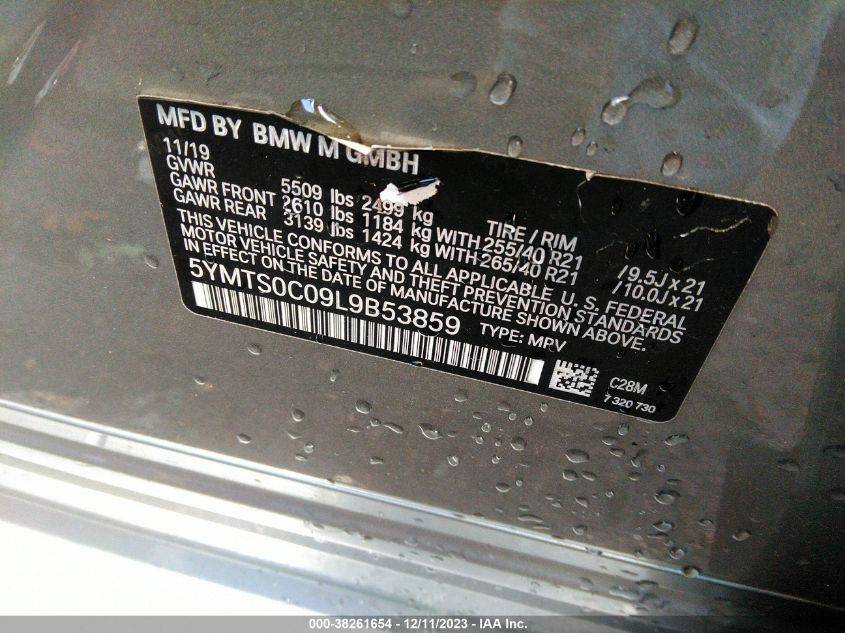 MFD BY BMW M GMBH
11/19
GVWR 5509 lbs 2499 kg
GAWR FRONT 2610 lbs 1184 kg WITH 255/40 R21 /9.5J x 21
GAWR REAR 3139 lbs 1424 kg WITH 265/40 R21 /10.0J x 21
TIRE / RIM
THIS VEHICLE CONFORMS TO ALL APPLICABLE U. S. FEDERAL
MOTOR VEHICLE SAFETY AND THEFT PREVENTION STANDARDS
IN EFFECT ON THE DATE OF MANUFACTURE SHOWN ABOVE.
5YMTS0C09L9B53859 TYPE: MPV
C28M
7 320 730
000-38261654 - 12/11/2023 - IAA Inc.